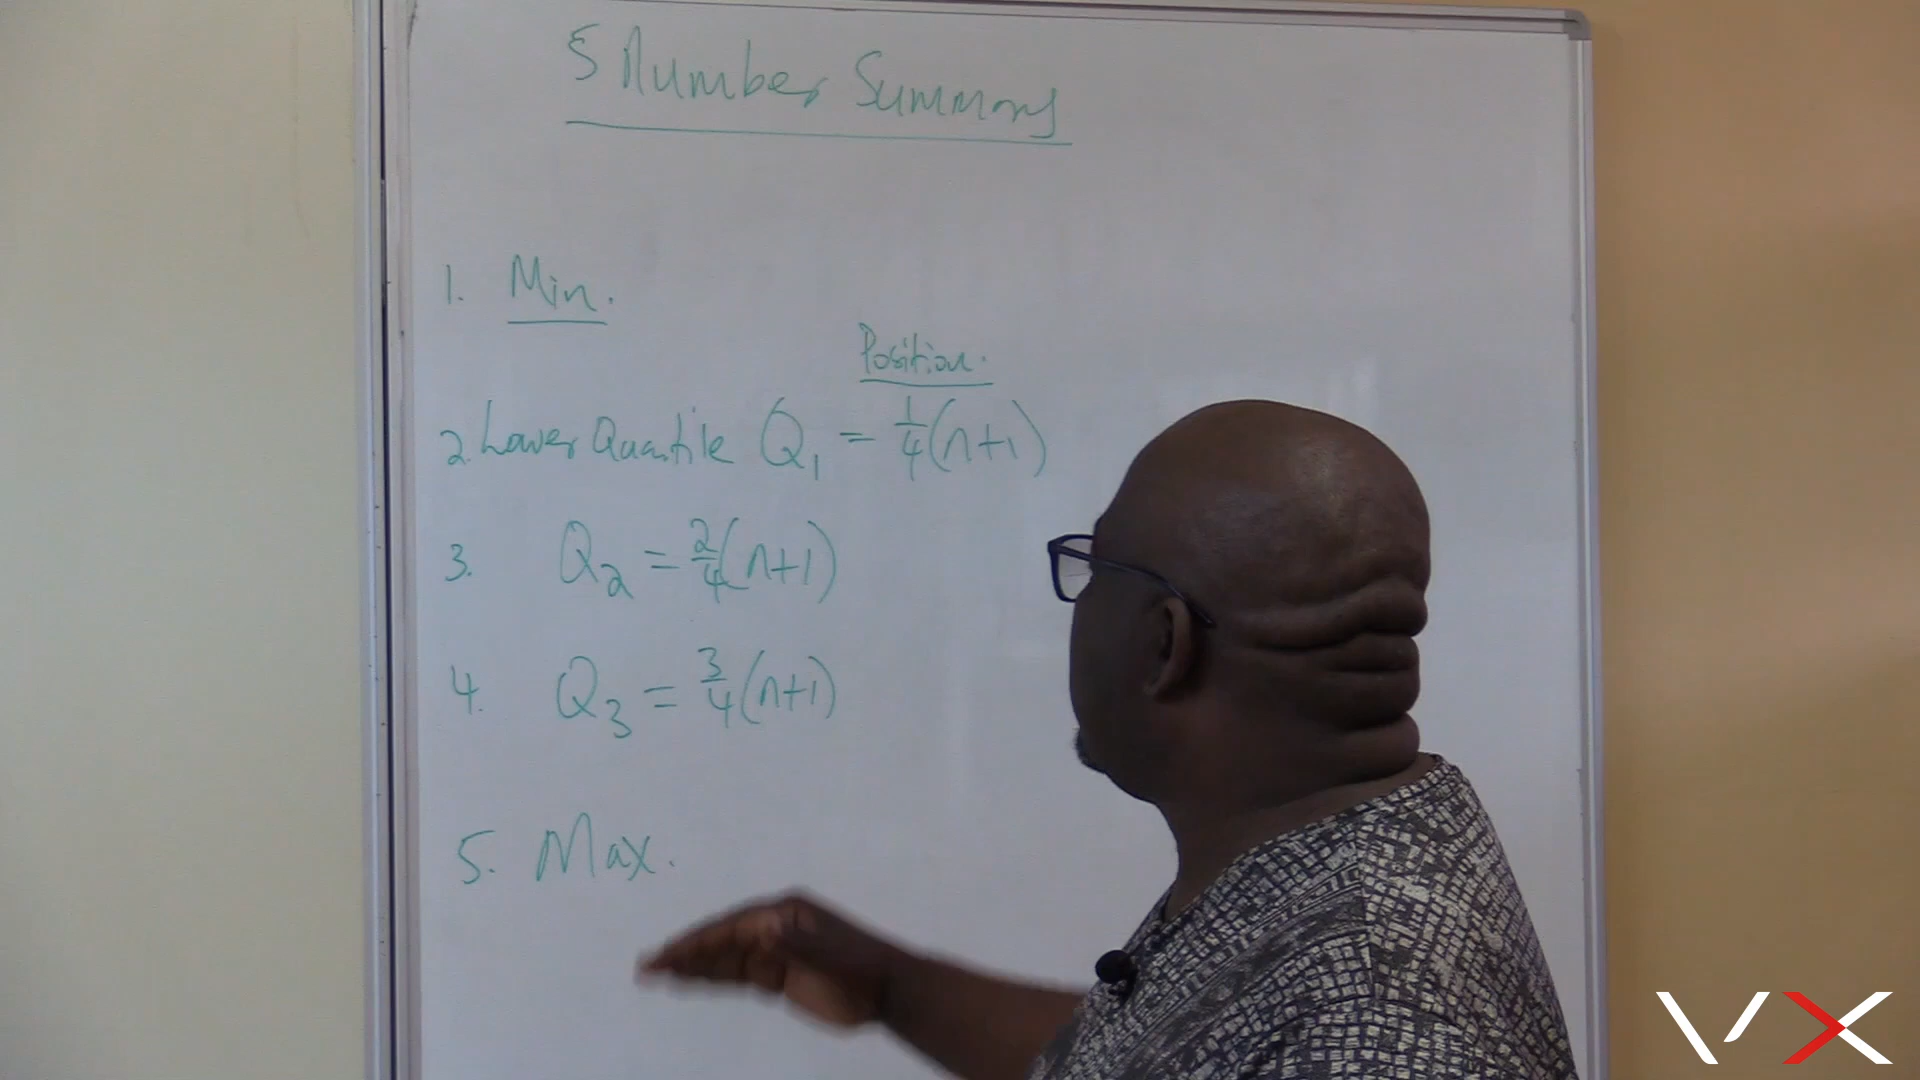 5 Number Summary
1. Min.
Position.
2. Lower Quantile Q₁ = 1/4(n+1)
3. Q₂ = 2/4(n+1)
4. Q₃ = 3/4(n+1)
5. Max.
VX